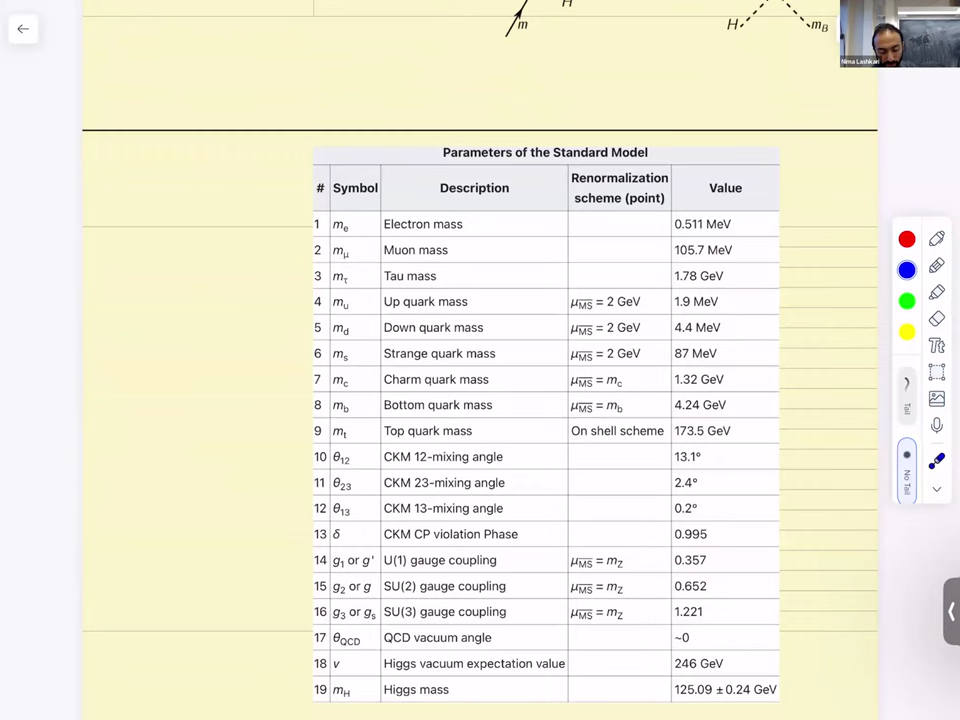 H
m
H
m_B
Nima Lashkari
Parameters of the Standard Model
# Symbol Description Renormalization scheme (point) Value
1 m_e Electron mass 0.511 MeV
2 m_μ Muon mass 105.7 MeV
3 m_τ Tau mass 1.78 GeV
4 m_u Up quark mass μ_M̅S̅ = 2 GeV 1.9 MeV
5 m_d Down quark mass μ_M̅S̅ = 2 GeV 4.4 MeV
6 m_s Strange quark mass μ_M̅S̅ = 2 GeV 87 MeV
7 m_c Charm quark mass μ_M̅S̅ = m_c 1.32 GeV
8 m_b Bottom quark mass μ_M̅S̅ = m_b 4.24 GeV
9 m_t Top quark mass On shell scheme 173.5 GeV
10 θ_12 CKM 12-mixing angle 13.1°
11 θ_23 CKM 23-mixing angle 2.4°
12 θ_13 CKM 13-mixing angle 0.2°
13 δ CKM CP violation Phase 0.995
14 g_1 or g' U(1) gauge coupling μ_M̅S̅ = m_Z 0.357
15 g_2 or g SU(2) gauge coupling μ_M̅S̅ = m_Z 0.652
16 g_3 or g_s SU(3) gauge coupling μ_M̅S̅ = m_Z 1.221
17 θ_QCD QCD vacuum angle ~0
18 v Higgs vacuum expectation value 246 GeV
19 m_H Higgs mass 125.09 ±0.24 GeV
Tt
Tail
No Tail